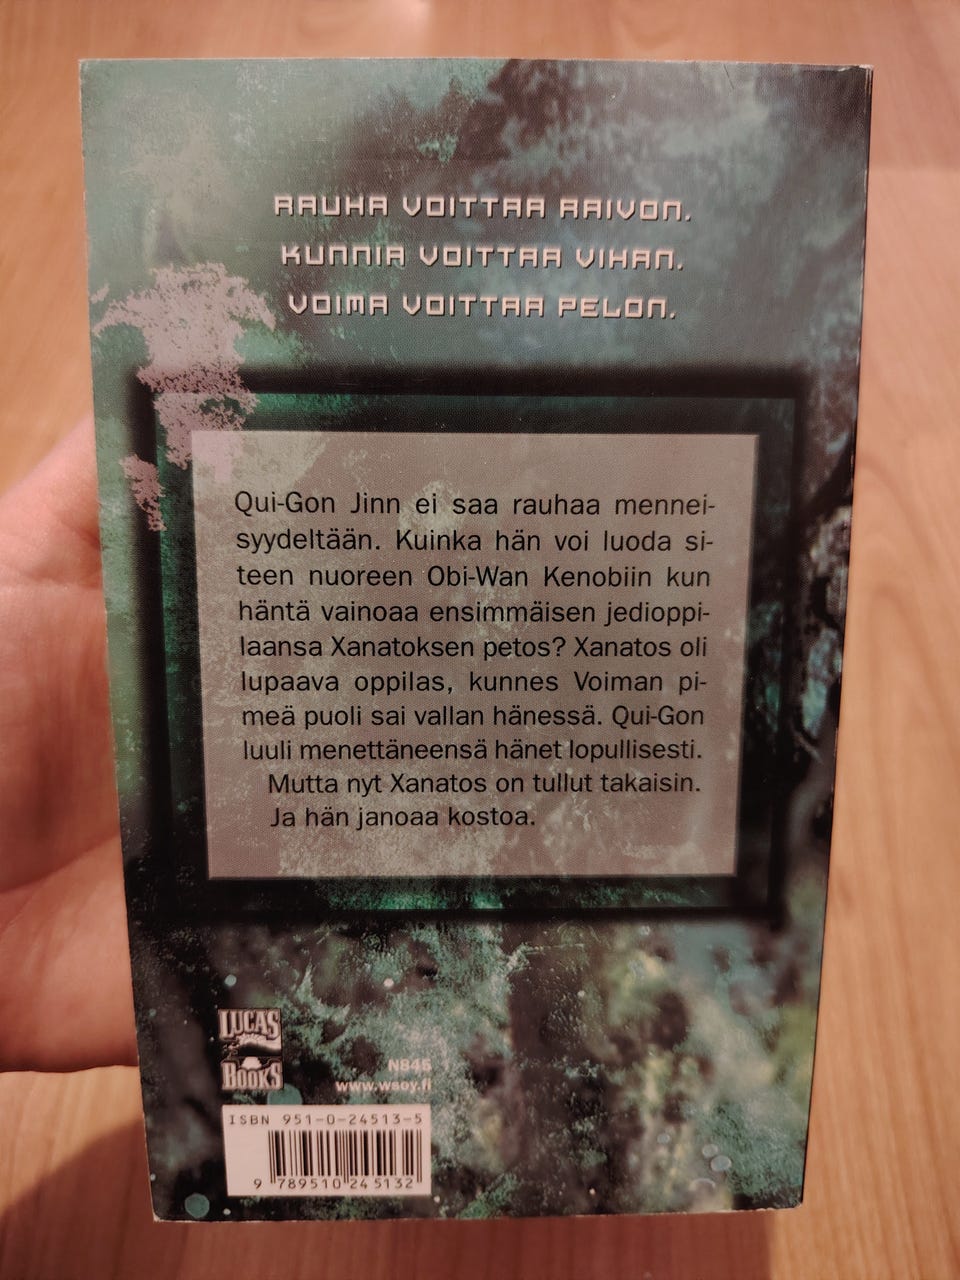 RAUHA VOITTAA RAIVON.
KUNNIA VOITTAA VIHAN.
VOIMA VOITTAA PELON.
Qui-Gon Jinn ei saa rauhaa mennei-
syydeltään. Kuinka hän voi luoda si-
teen nuoreen Obi-Wan Kenobiin kun
häntä vainoaa ensimmäisen jedioppi-
laansa Xanatoksen petos? Xanatos oli
lupaava oppilas, kunnes Voiman pi-
meä puoli sai vallan hänessä. Qui-Gon
luuli menettäneensä hänet lopullisesti.
Mutta nyt Xanatos on tullut takaisin.
Ja hän janoaa kostoa.
LUCAS
BOOKS
N845
www.wsoy.fi
ISBN 951-0-24513-5
9 789510 245132